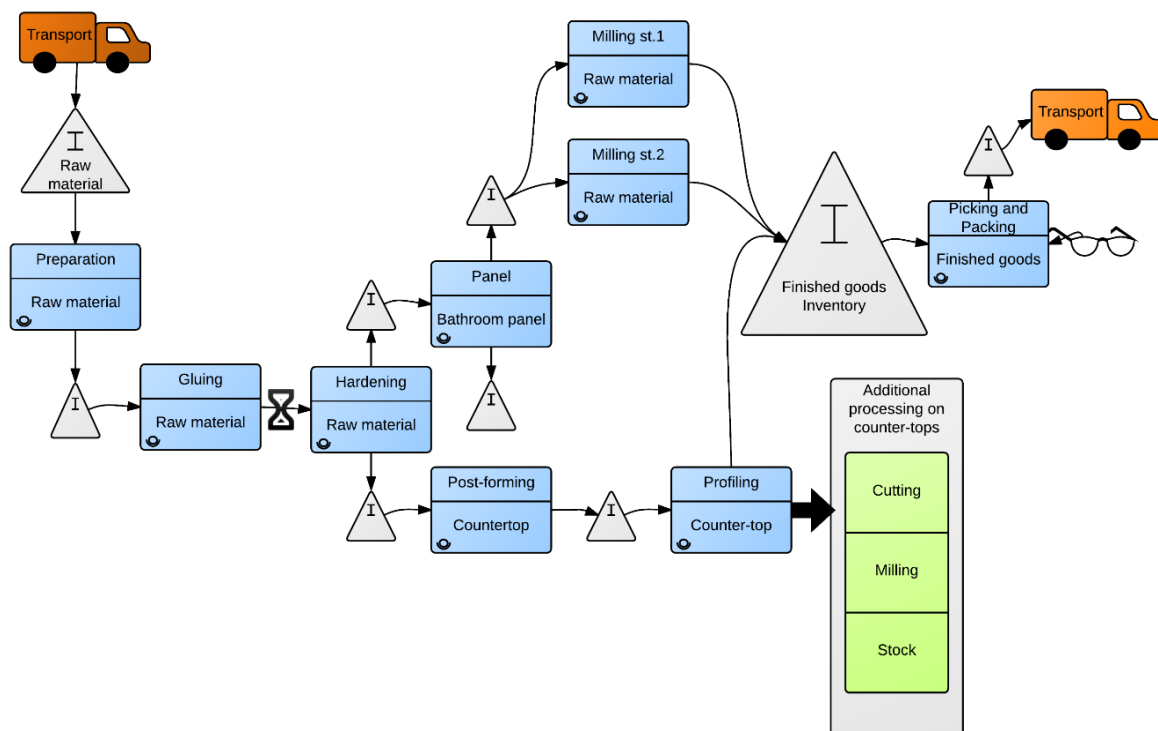 Transport
I
Raw
material
Preparation
Raw material
I
Gluing
Raw material
Hardening
Raw material
I
Panel
Bathroom panel
I
I
Milling st.1
Raw material
Milling st.2
Raw material
I
Post-forming
Countertop
I
Profiling
Counter-top
I
Finished goods
Inventory
Picking and
Packing
Finished goods
I
Transport
Additional
processing on
counter-tops
Cutting
Milling
Stock